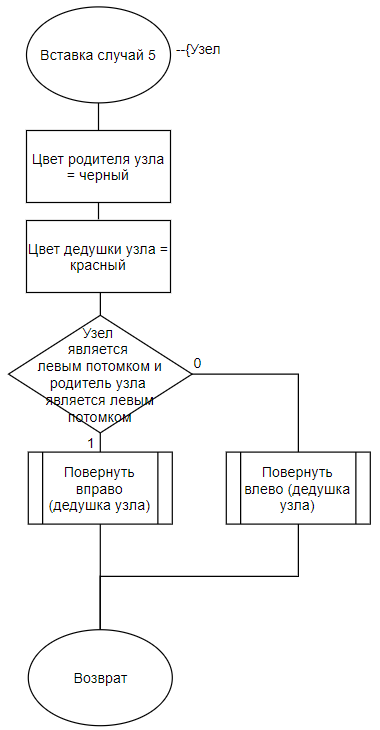 Вставка случай 5
--{Узел
Цвет родителя узла
= черный
Цвет дедушки узла =
красный
Узел
является
левым потомком и
родитель узла
является левым
потомком
0
1
Повернуть
вправо
(дедушка узла)
Повернуть
влево (дедушка
узла)
Возврат